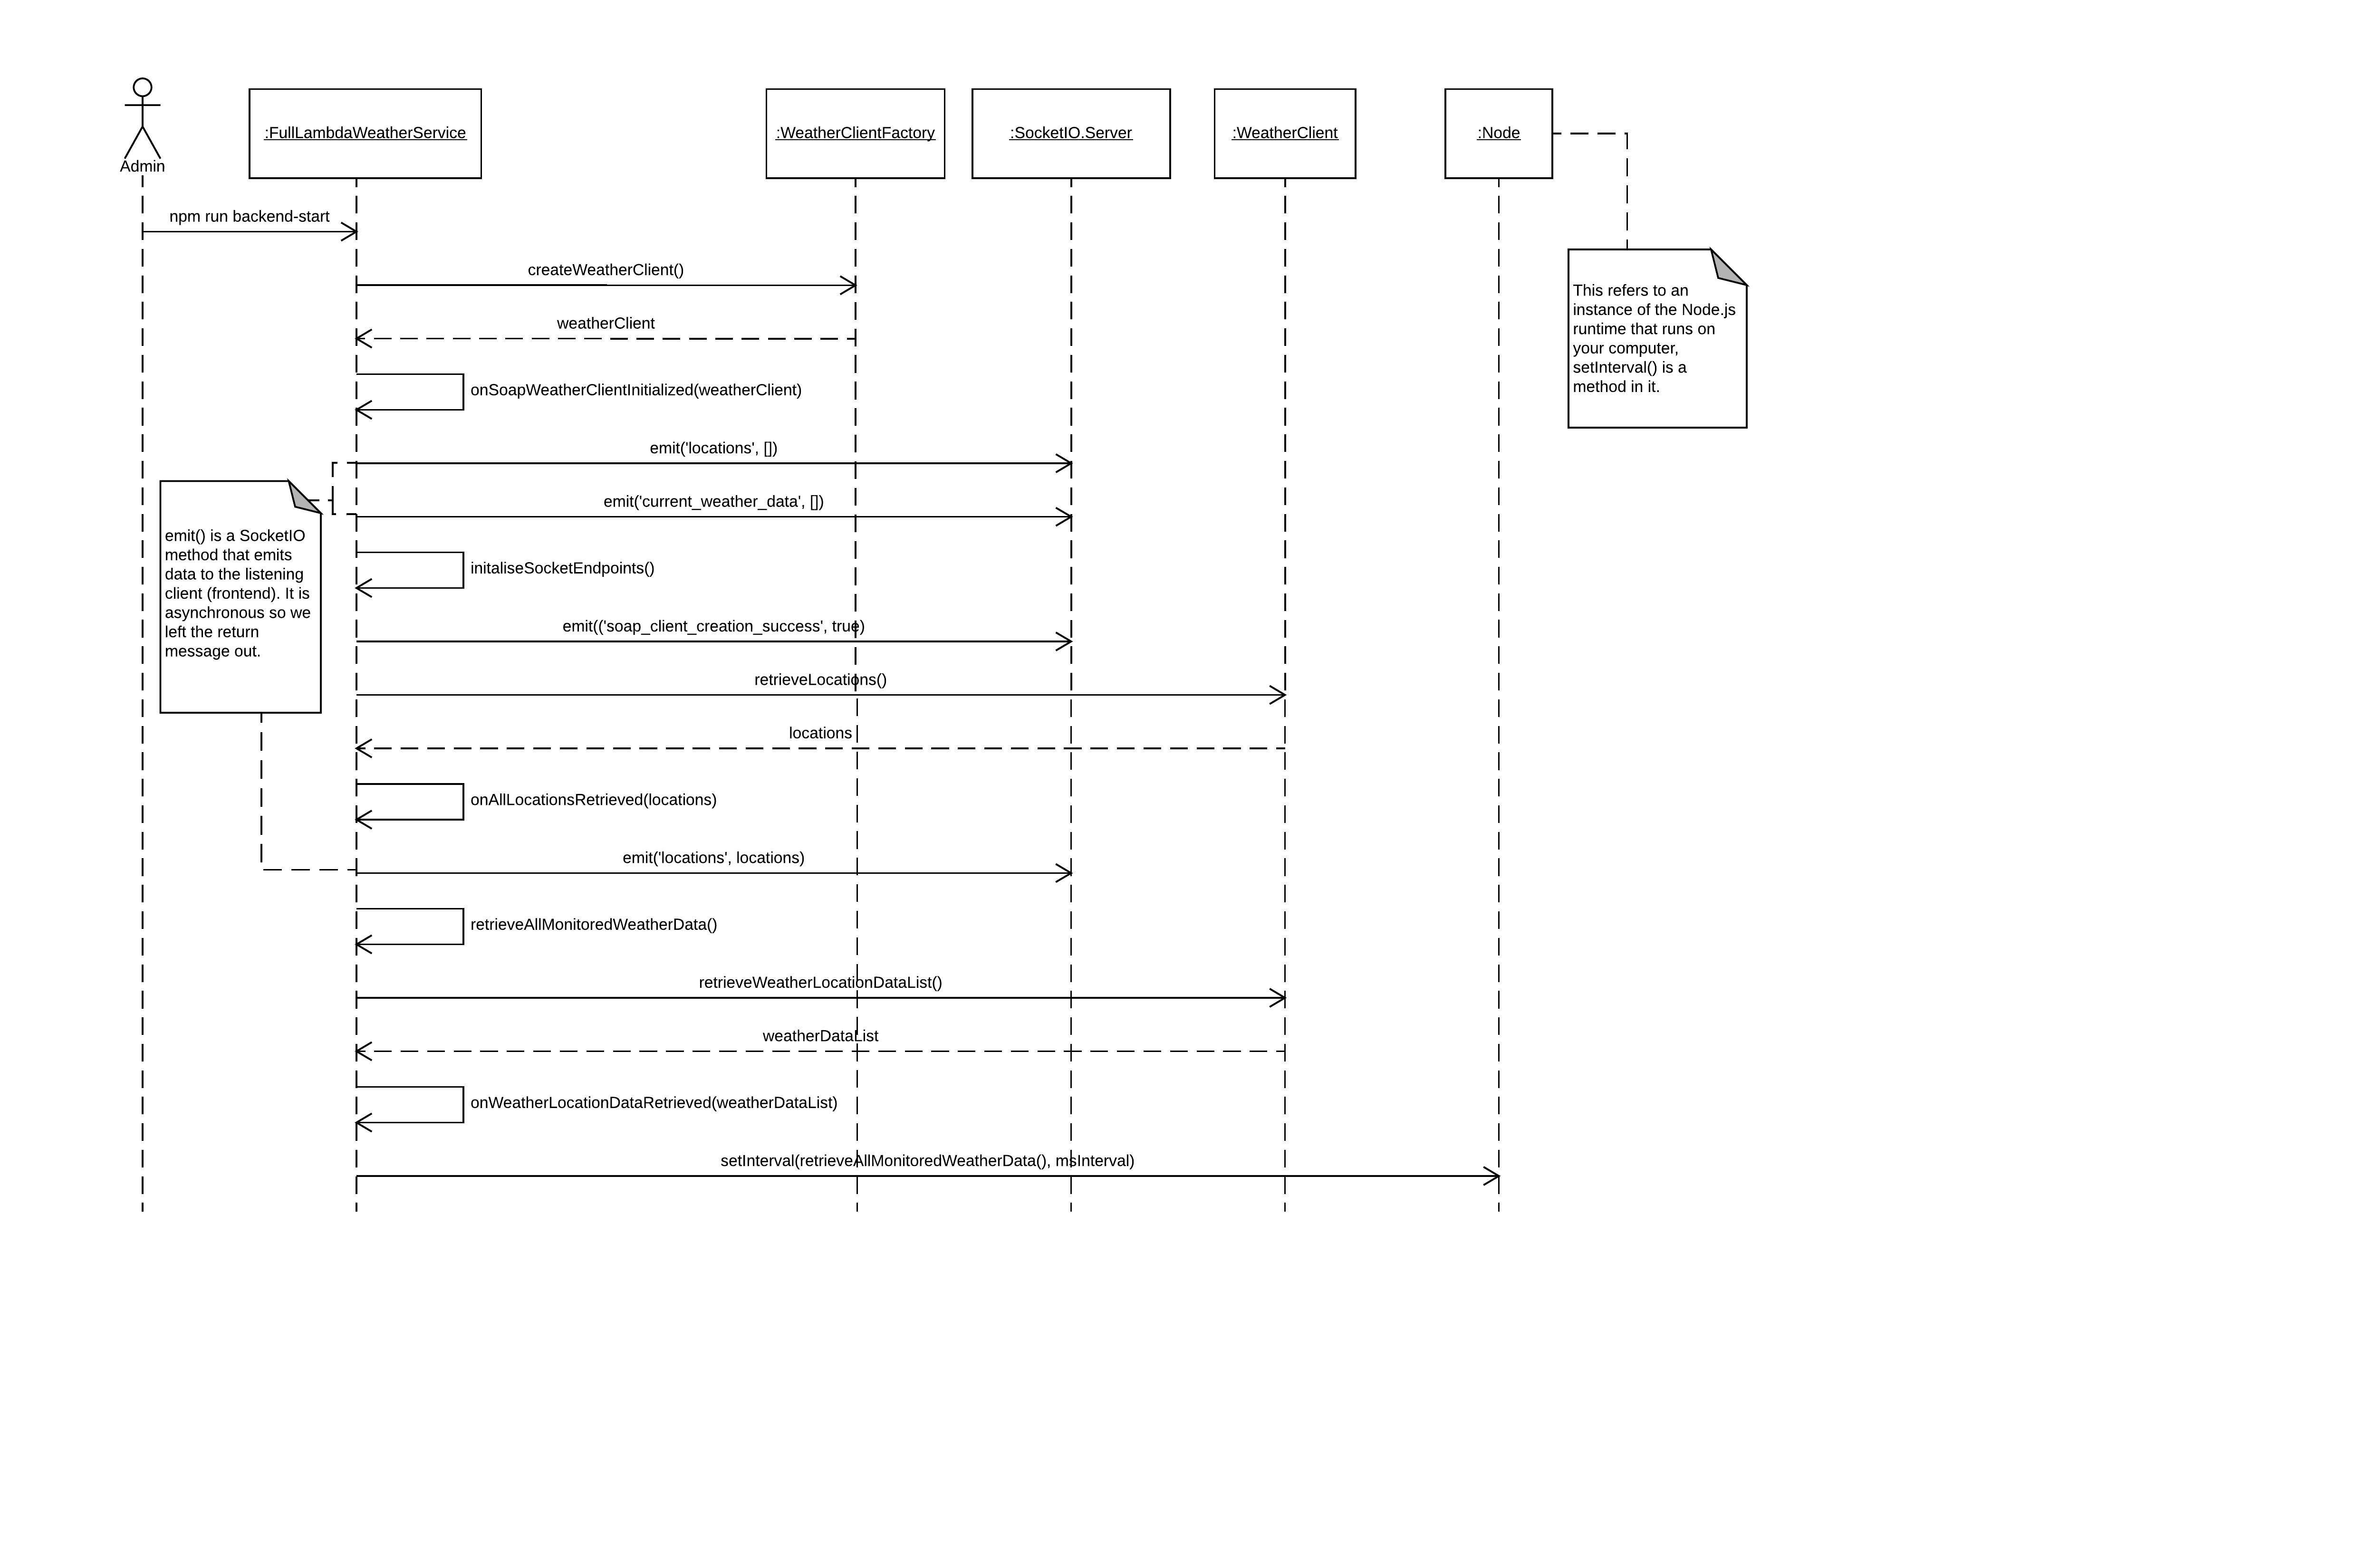 Admin
:FullLambdaWeatherService
:WeatherClientFactory
:SocketIO.Server
:WeatherClient
:Node
npm run backend-start
createWeatherClient()
This refers to an
instance of the Node.js
runtime that runs on
your computer,
setInterval() is a
method in it.
weatherClient
onSoapWeatherClientInitialized(weatherClient)
emit('locations', [])
emit('current_weather_data', [])
emit() is a SocketIO
method that emits
data to the listening
client (frontend). It is
asynchronous so we
left the return
message out.
initaliseSocketEndpoints()
emit(('soap_client_creation_success', true)
retrieveLocations()
locations
onAllLocationsRetrieved(locations)
emit('locations', locations)
retrieveAllMonitoredWeatherData()
retrieveWeatherLocationDataList()
weatherDataList
onWeatherLocationDataRetrieved(weatherDataList)
setInterval(retrieveAllMonitoredWeatherData(), msInterval)